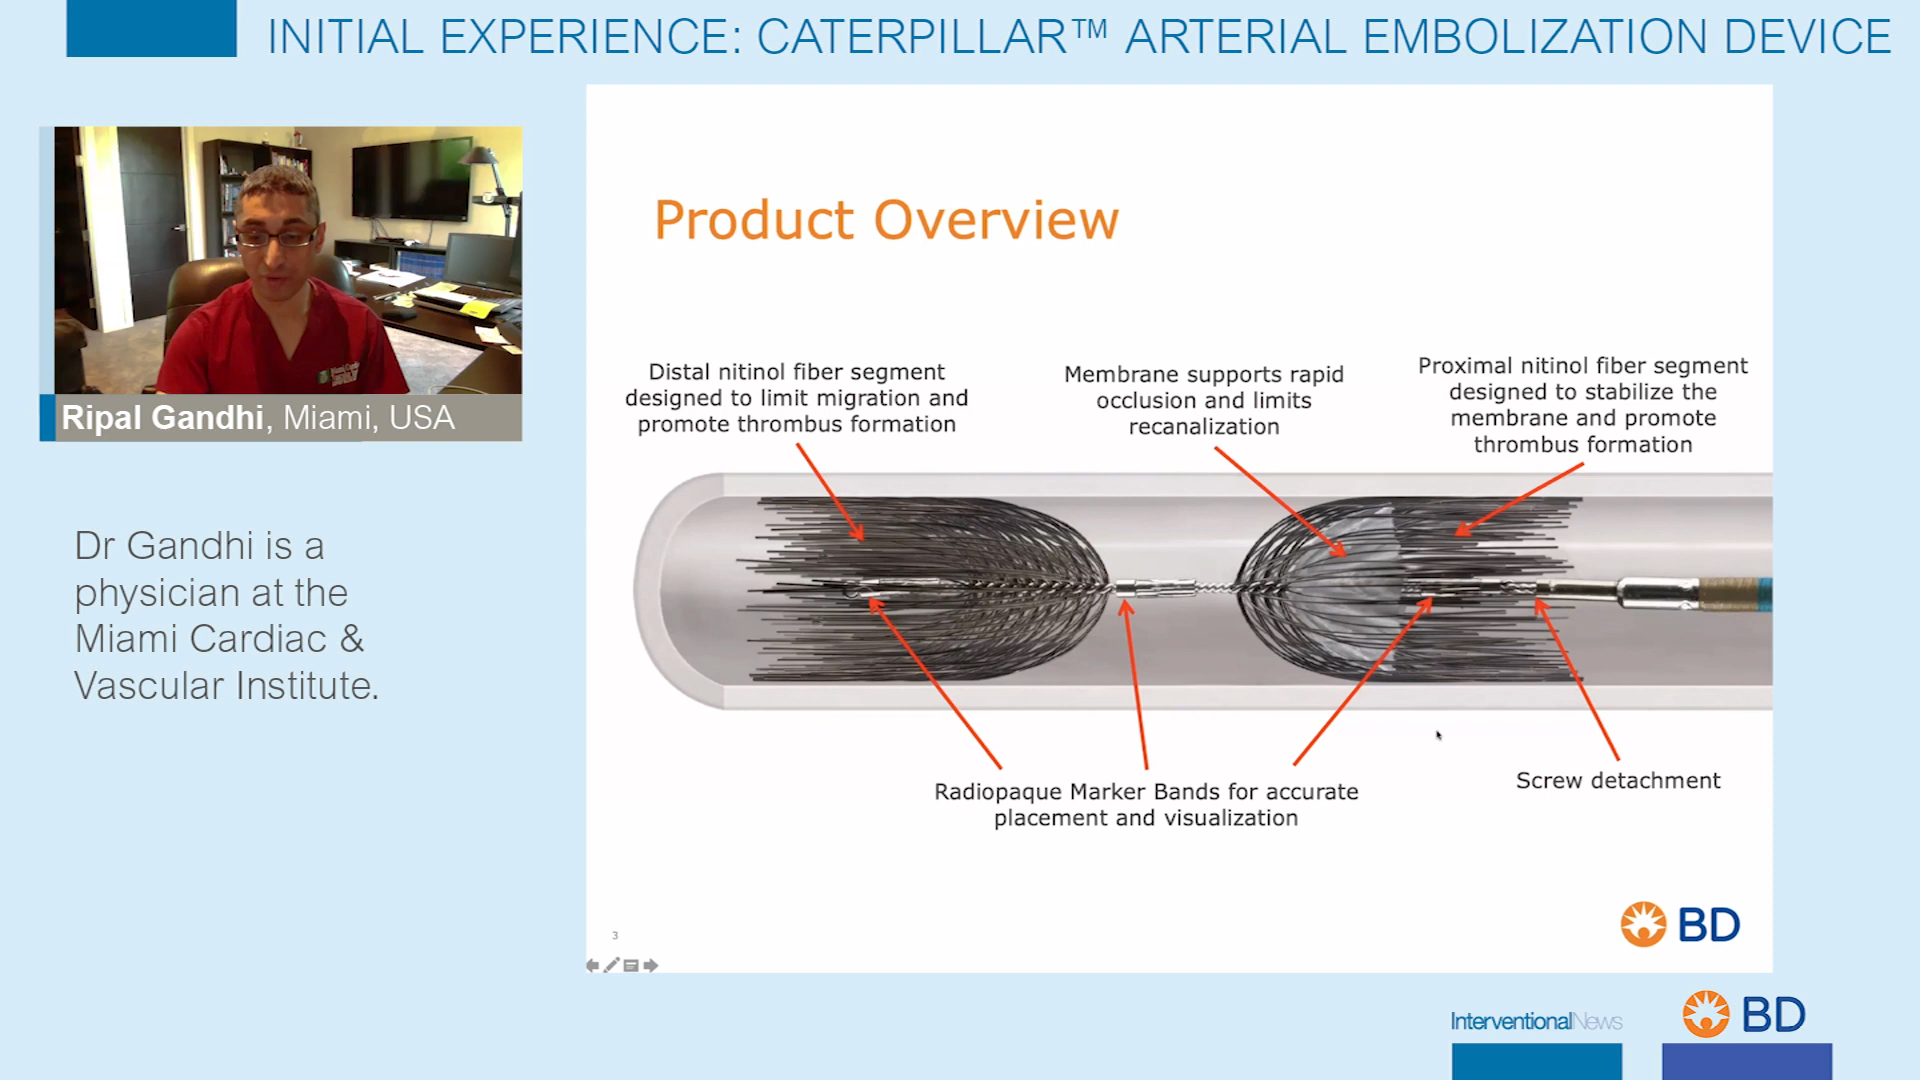 INITIAL EXPERIENCE: CATERPILLAR™ ARTERIAL EMBOLIZATION DEVICE
Ripal Gandhi, Miami, USA
Dr Gandhi is a
physician at the
Miami Cardiac &
Vascular Institute.
Product Overview
Distal nitinol fiber segment
designed to limit migration and
promote thrombus formation
Membrane supports rapid
occlusion and limits
recanalization
Proximal nitinol fiber segment
designed to stabilize the
membrane and promote
thrombus formation
Radiopaque Marker Bands for accurate
placement and visualization
Screw detachment
BD
3
InterventionalNews
BD